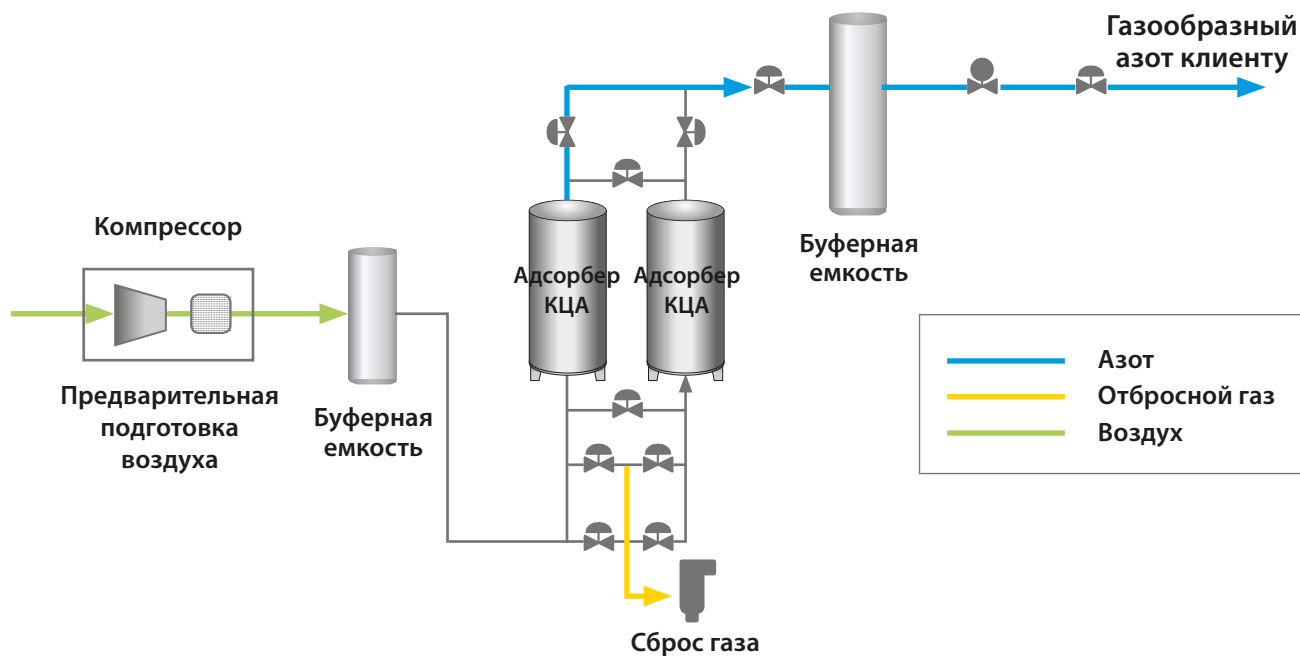 Газообразный
азот клиенту
Компрессор
Адсорбер
КЦА
Адсорбер
КЦА
Буферная
емкость
Предварительная
подготовка
воздуха
Буферная
емкость
Азот
Отбросной газ
Воздух
Сброс газа